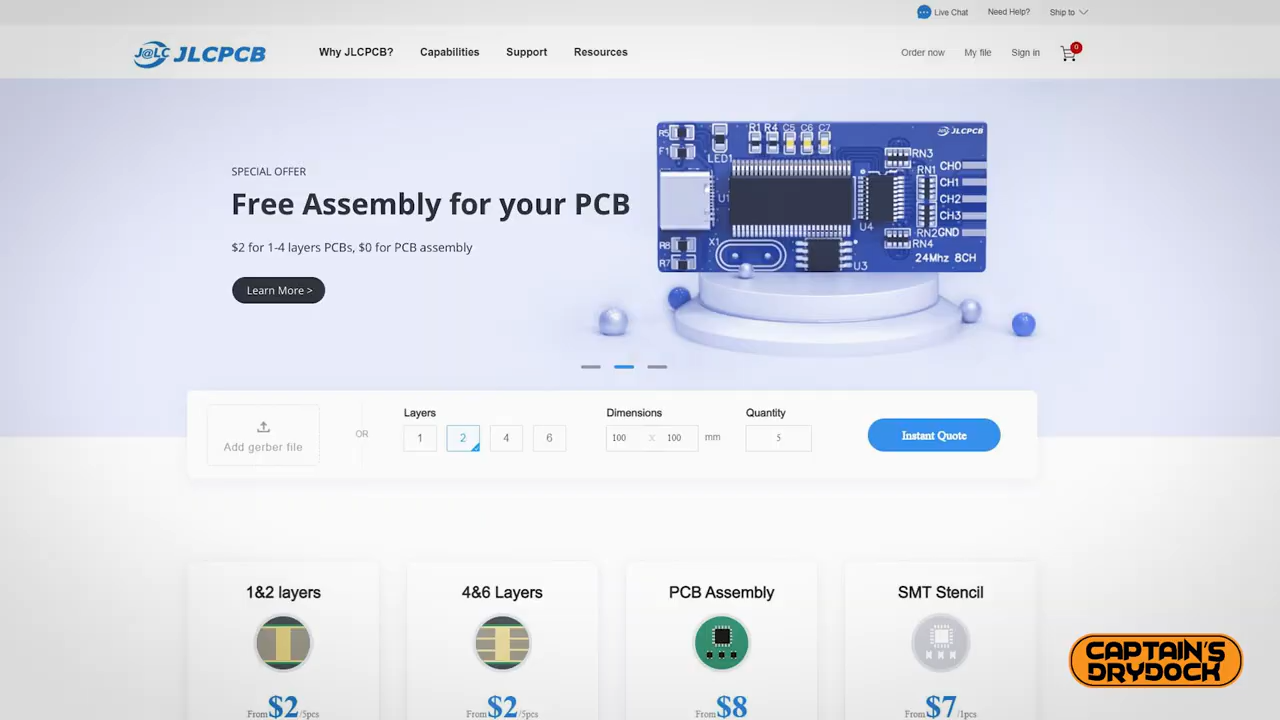 Live Chat
Need Help?
Ship to
J@LC JLCPCB
Why JLCPCB?
Capabilities
Support
Resources
Order now
My file
Sign in
0
SPECIAL OFFER
Free Assembly for your PCB
$2 for 1-4 layers PCBs, $0 for PCB assembly
Learn More >
JLCPCB
R5
F1
LED1
R1 R4 C5 C6 C7
RN3
RN1
CH0
CH1
CH2
CH3
GND
U1
U4
RN2
RN4
R8
R7
X1
U3
24Mhz 8CH
Add gerber file
OR
Layers
1
2
4
6
Dimensions
100 x 100 mm
Quantity
5
Instant Quote
1&2 layers
From $2 /5pcs
4&6 Layers
From $2 /5pcs
PCB Assembly
From $8
SMT Stencil
From $7 /1pcs
CAPTAIN'S
DRYDOCK